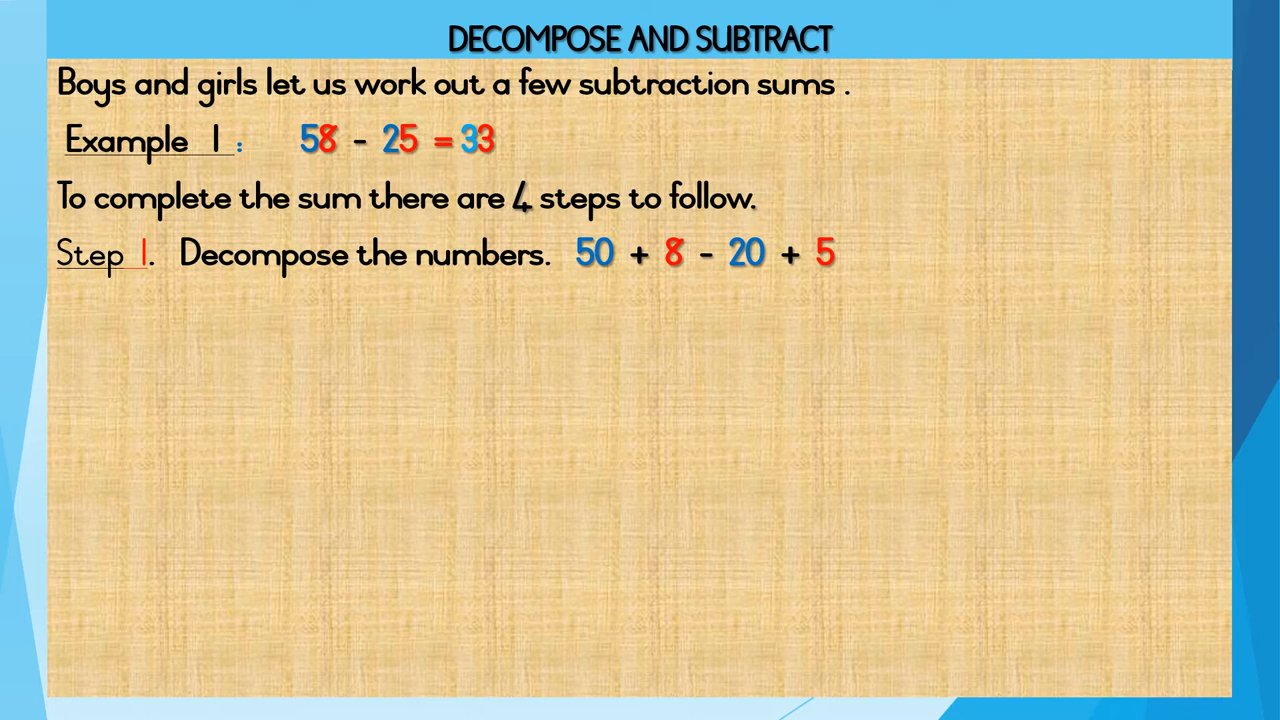 DECOMPOSE AND SUBTRACT
Boys and girls let us work out a few subtraction sums .
Example 1 : 58 - 25 = 33
To complete the sum there are 4 steps to follow.
Step 1. Decompose the numbers. 50 + 8 - 20 + 5